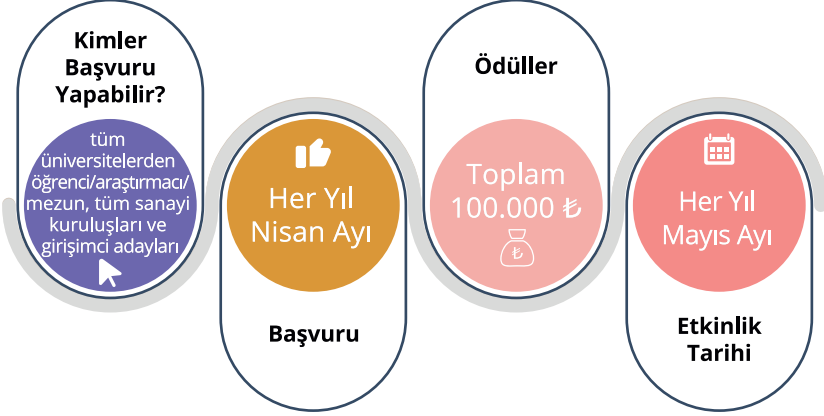 Kimler
Başvuru
Yapabilir?
tüm
üniversitelerden
öğrenci/araştırmacı/
mezun, tüm sanayi
kuruluşları ve
girişimci adayları
Her Yıl
Nisan Ayı
Başvuru
Ödüller
Toplam
100.000 ₺
₺
Her Yıl
Mayıs Ayı
Etkinlik
Tarihi